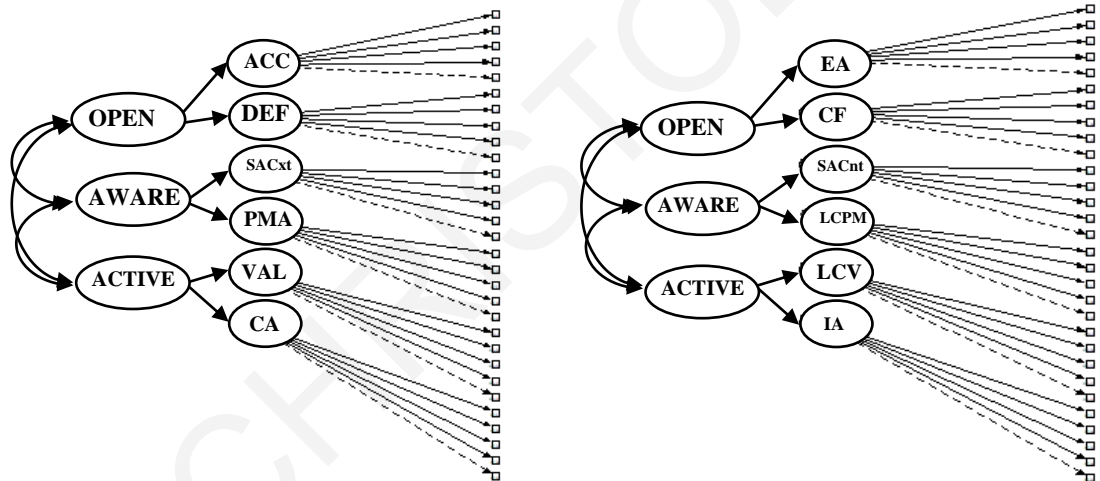 ACC
DEF
OPEN
SACxt
AWARE
PMA
VAL
ACTIVE
CA
EA
CF
OPEN
SACnt
AWARE
LCPM
LCV
ACTIVE
IA